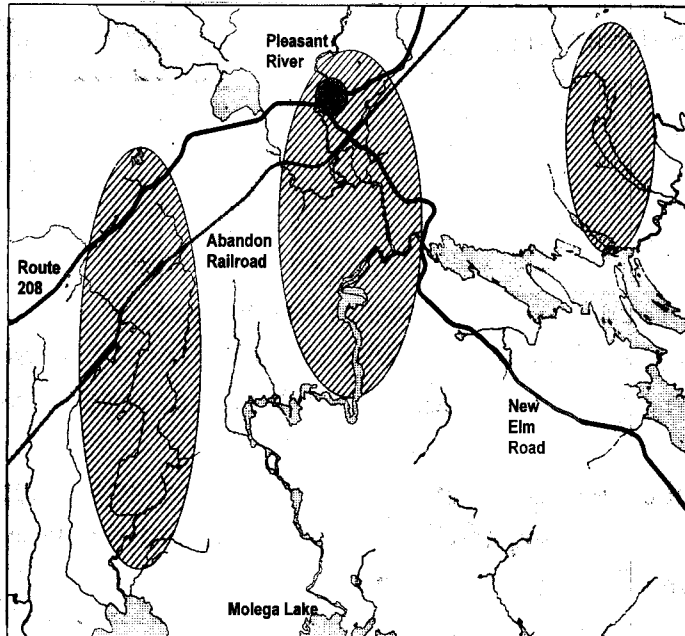 Pleasant
River
Route
208
Abandon
Railroad
New
Elm
Road
Molega Lake